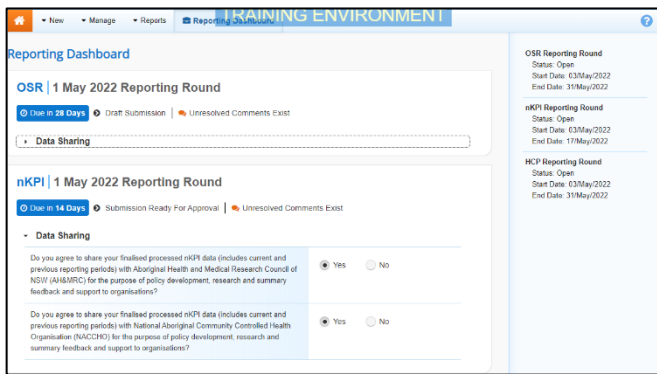 New Manage Reports Reporting Dashboard
TRAINING ENVIRONMENT
?
Reporting Dashboard
OSR | 1 May 2022 Reporting Round
Due in 28 Days Draft Submission | Unresolved Comments Exist
Data Sharing
nKPI | 1 May 2022 Reporting Round
Due in 14 Days Submission Ready For Approval | Unresolved Comments Exist
Data Sharing
Do you agree to share your finalised processed nKPI data (includes current and
previous reporting periods) with Aboriginal Health and Medical Research Council of
NSW (AH&MRC) for the purpose of policy development, research and summary
feedback and support to organisations?
Yes No
Do you agree to share your finalised processed nKPI data (includes current and
previous reporting periods) with National Aboriginal Community Controlled Health
Organisation (NACCHO) for the purpose of policy development, research and
summary feedback and support to organisations?
Yes No
OSR Reporting Round
Status: Open
Start Date: 03/May/2022
End Date: 31/May/2022
nKPI Reporting Round
Status: Open
Start Date: 03/May/2022
End Date: 17/May/2022
HCP Reporting Round
Status: Open
Start Date: 03/May/2022
End Date: 31/May/2022